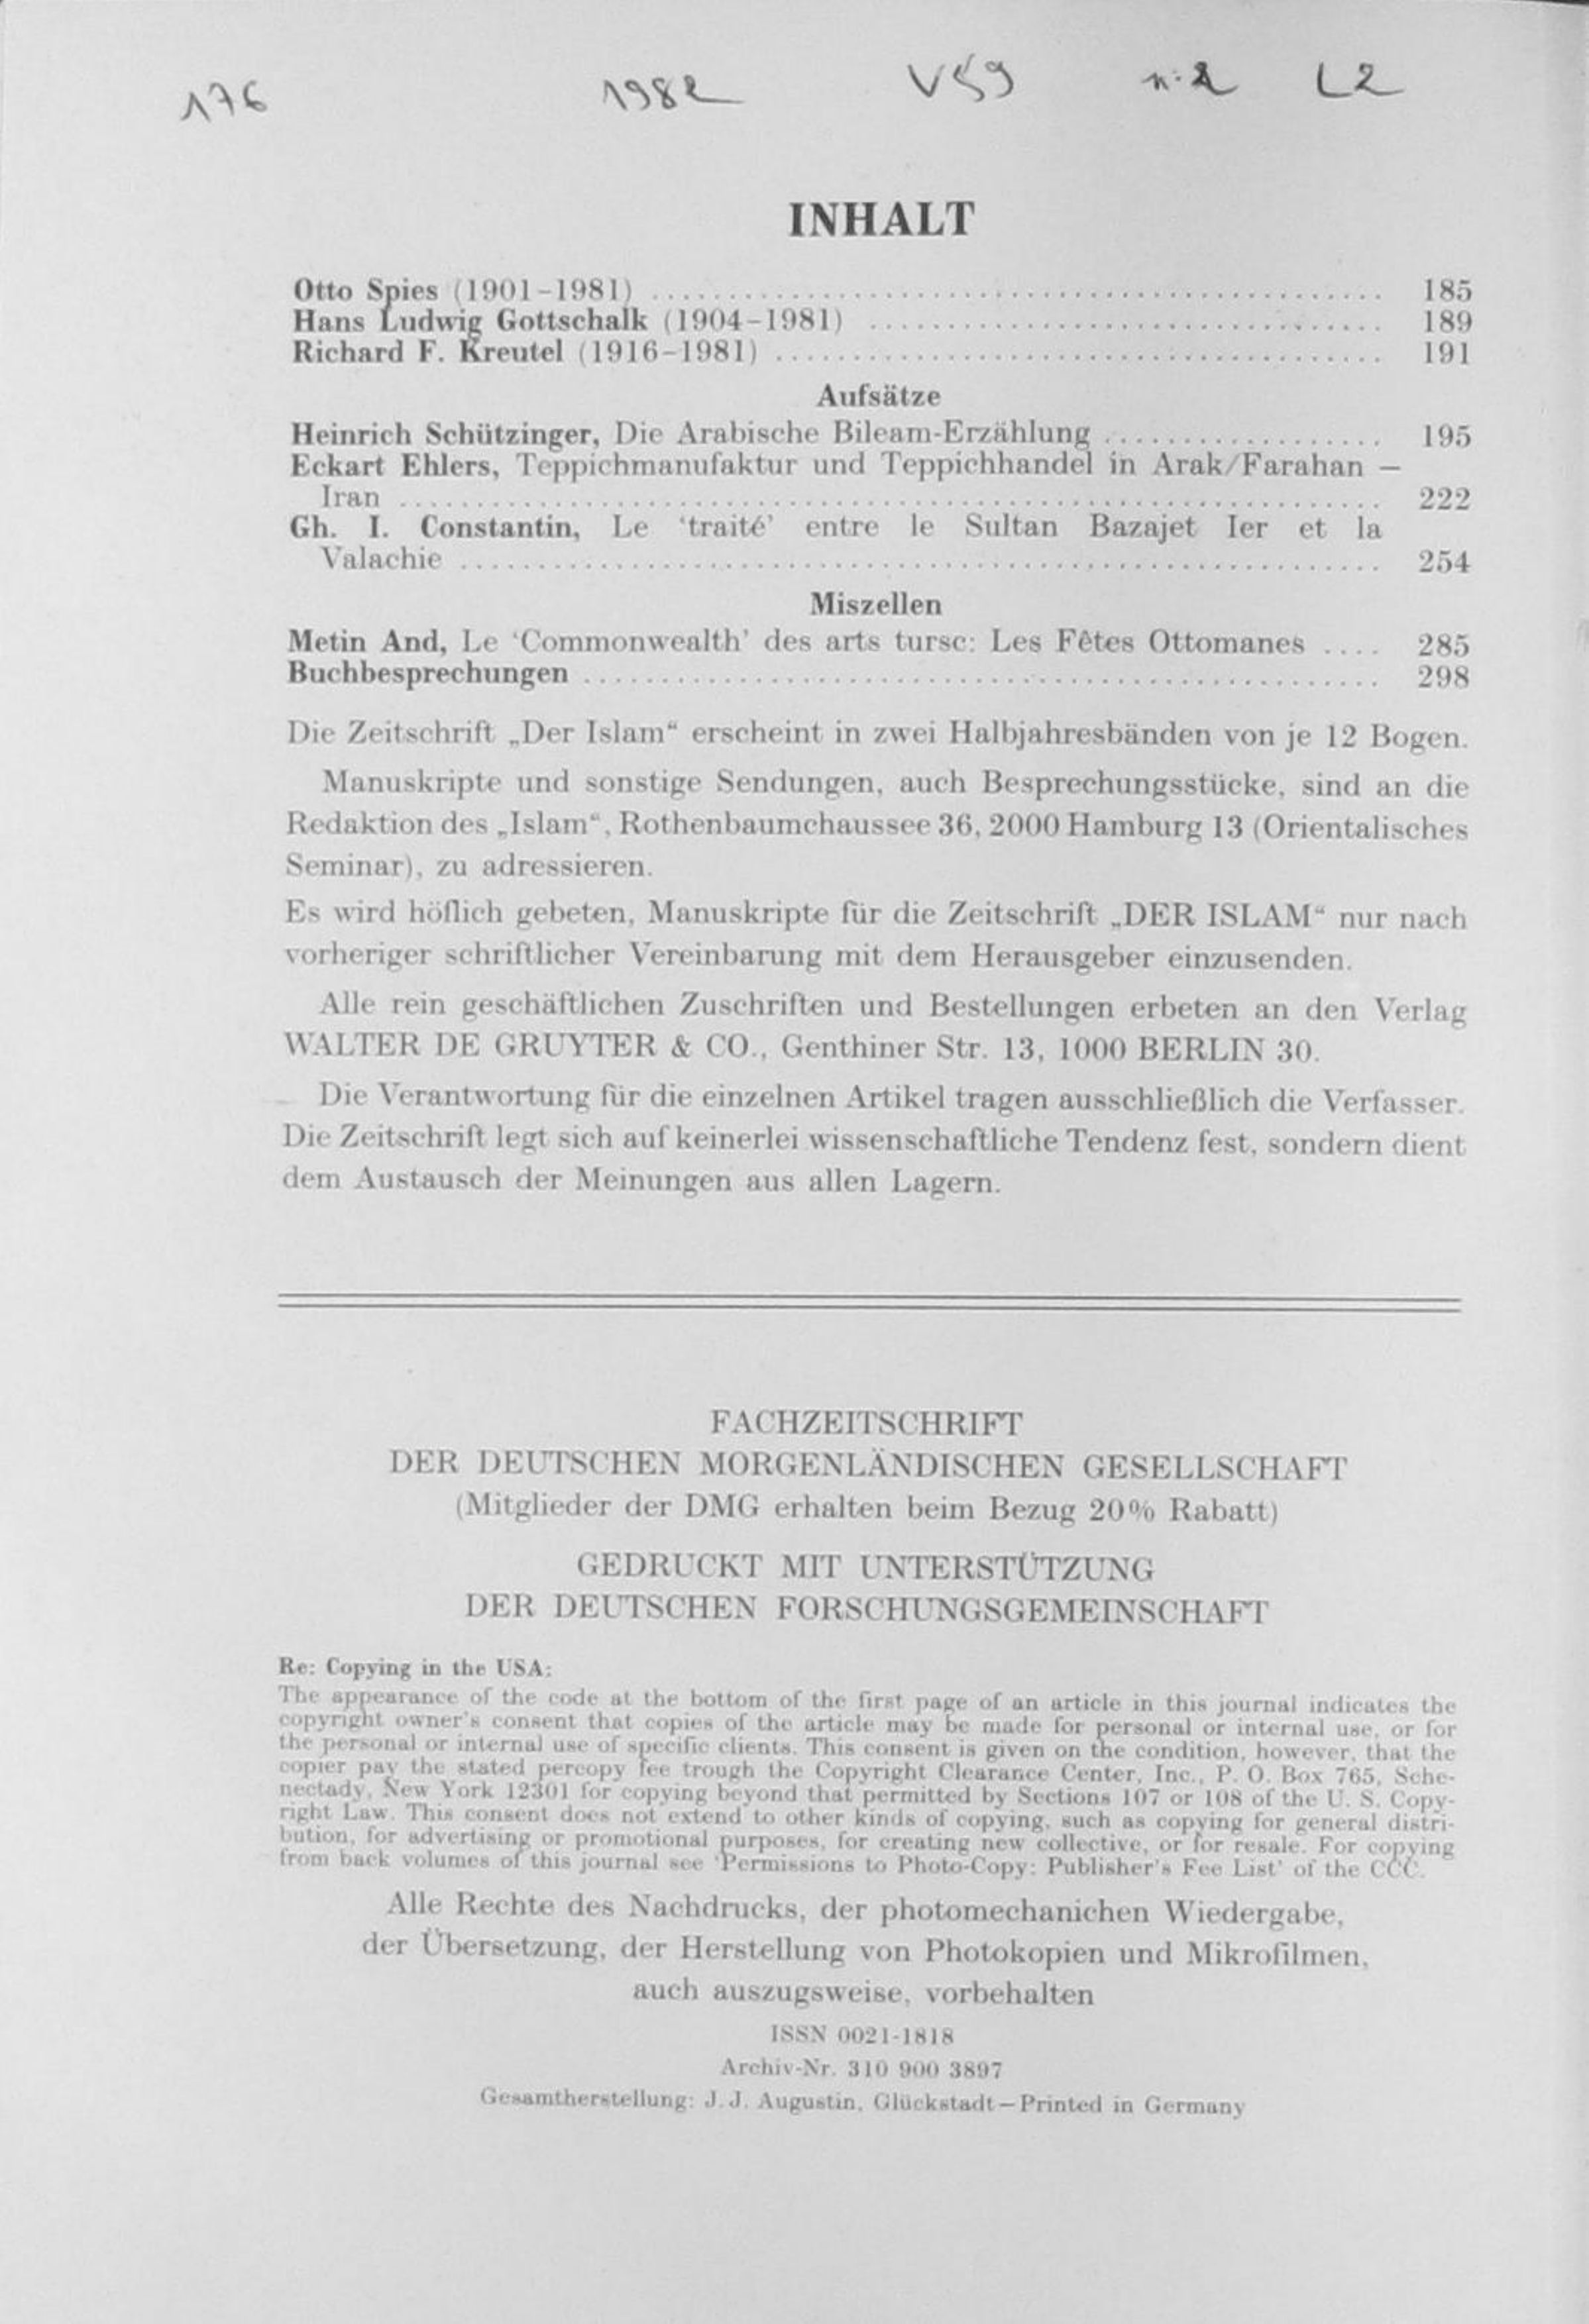 176 1982 V59 n:2 L2
INHALT
Otto Spies (1901–1981) .......... 185
Hans Ludwig Gottschalk (1904–1981) .......... 189
Richard F. Kreutel (1916–1981) .......... 191
Aufsätze
Heinrich Schützinger, Die Arabische Bileam-Erzählung .......... 195
Eckart Ehlers, Teppichmanufaktur und Teppichhandel in Arak/Farahan –
Iran .......... 222
Gh. I. Constantin, Le ‘traité’ entre le Sultan Bazajet Ier et la
Valachie .......... 254
Miszellen
Metin And, Le ‘Commonwealth’ des arts tursc: Les Fêtes Ottomanes .... 285
Buchbesprechungen .......... 298
Die Zeitschrift „Der Islam“ erscheint in zwei Halbjahresbänden von je 12 Bogen.
Manuskripte und sonstige Sendungen, auch Besprechungsstücke, sind an die
Redaktion des „Islam“, Rothenbaumchaussee 36, 2000 Hamburg 13 (Orientalisches
Seminar), zu adressieren.
Es wird höflich gebeten, Manuskripte für die Zeitschrift „DER ISLAM“ nur nach
vorheriger schriftlicher Vereinbarung mit dem Herausgeber einzusenden.
Alle rein geschäftlichen Zuschriften und Bestellungen erbeten an den Verlag
WALTER DE GRUYTER & CO., Genthiner Str. 13, 1000 BERLIN 30.
Die Verantwortung für die einzelnen Artikel tragen ausschließlich die Verfasser.
Die Zeitschrift legt sich auf keinerlei wissenschaftliche Tendenz fest, sondern dient
dem Austausch der Meinungen aus allen Lagern.
FACHZEITSCHRIFT
DER DEUTSCHEN MORGENLÄNDISCHEN GESELLSCHAFT
(Mitglieder der DMG erhalten beim Bezug 20% Rabatt)
GEDRUCKT MIT UNTERSTÜTZUNG
DER DEUTSCHEN FORSCHUNGSGEMEINSCHAFT
Re: Copying in the USA:
The appearance of the code at the bottom of the first page of an article in this journal indicates the
copyright owner's consent that copies of the article may be made for personal or internal use, or for
the personal or internal use of specific clients. This consent is given on the condition, however, that the
copier pay the stated percopy fee trough the Copyright Clearance Center, Inc., P. O. Box 765, Sche-
nectady, New York 12301 for copying beyond that permitted by Sections 107 or 108 of the U. S. Copy-
right Law. This consent does not extend to other kinds of copying, such as copying for general distri-
bution, for advertising or promotional purposes, for creating new collective, or for resale. For copying
from back volumes of this journal see ‘Permissions to Photo-Copy: Publisher's Fee List’ of the CCC.
Alle Rechte des Nachdrucks, der photomechanichen Wiedergabe,
der Übersetzung, der Herstellung von Photokopien und Mikrofilmen,
auch auszugsweise, vorbehalten
ISSN 0021-1818
Archiv-Nr. 310 900 3897
Gesamtherstellung: J. J. Augustin, Glückstadt – Printed in Germany